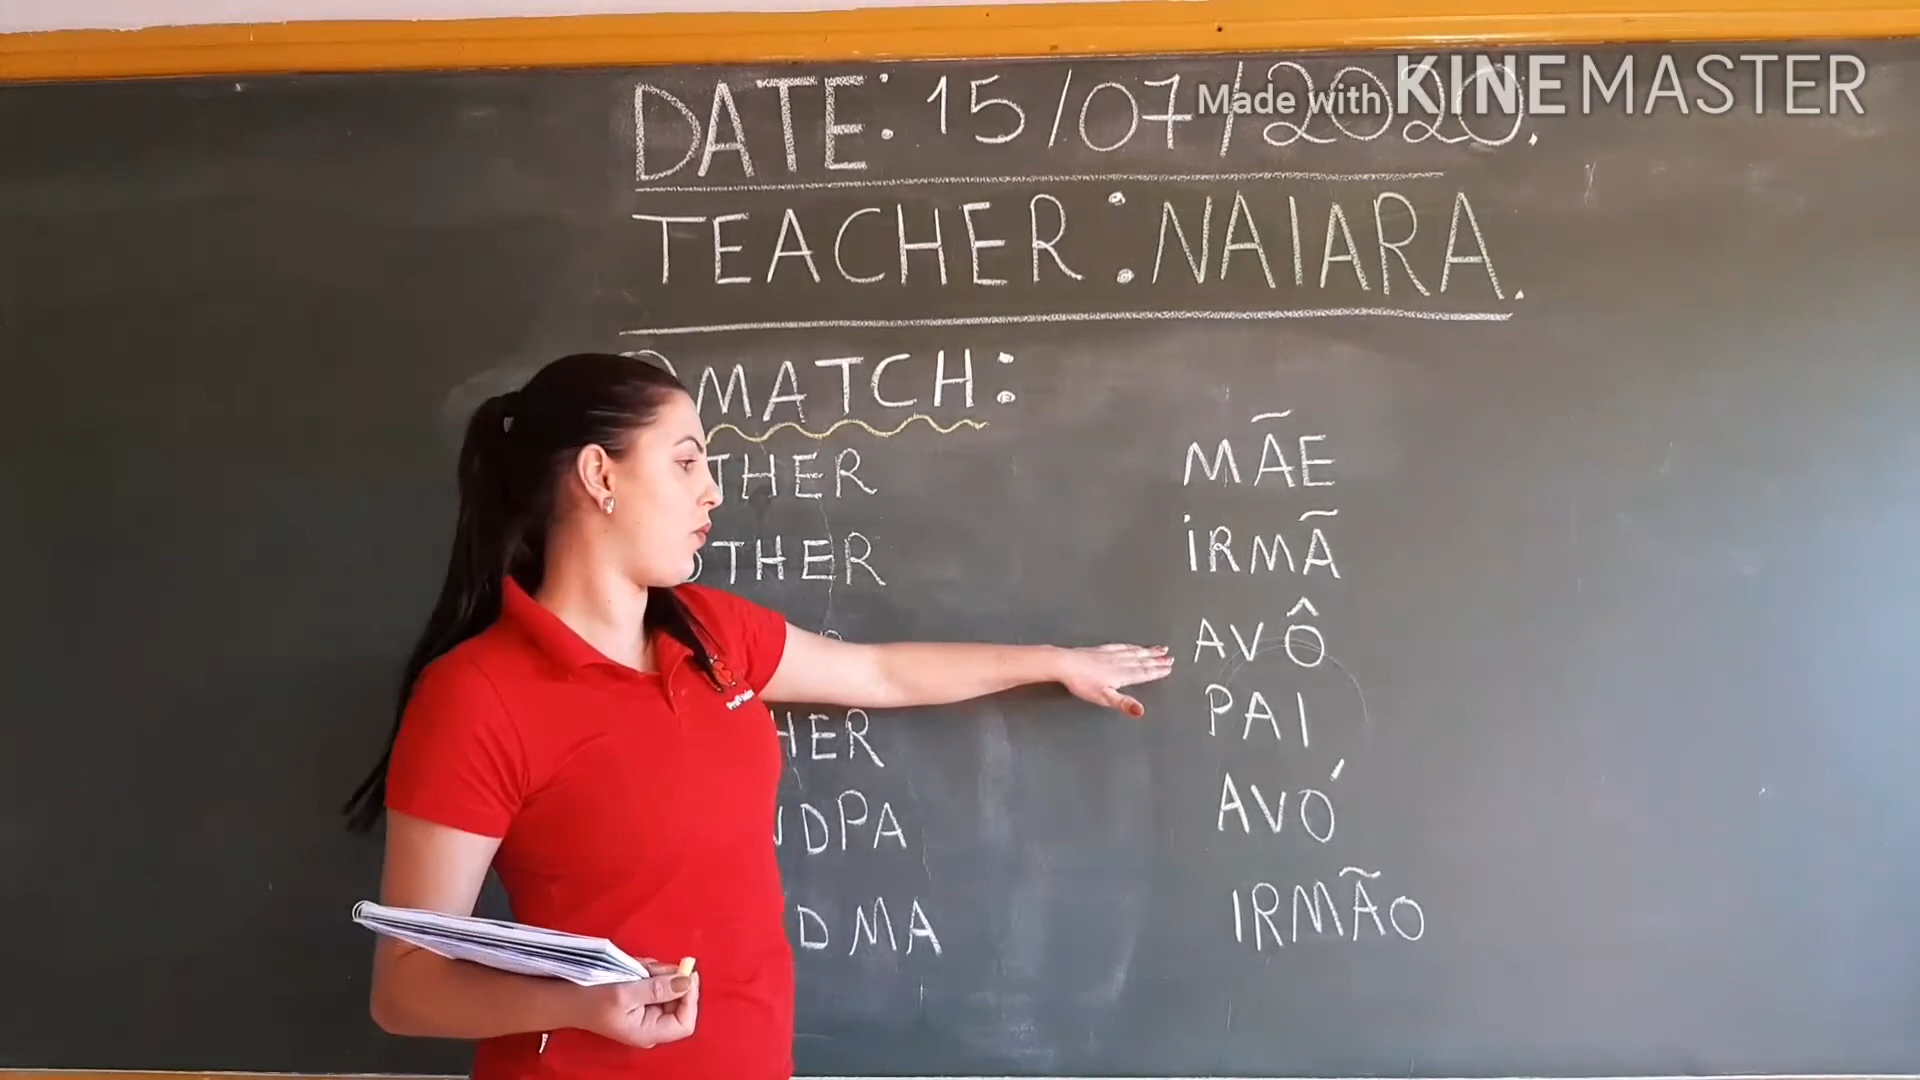 DATE: 15/07/2020.
Made with KINEMASTER
TEACHER: NAIARA.
MATCH:
THER MÃE
OTHER IRMÃ
AVÔ
HER PAI
NDPA AVÓ
DMA IRMÃO